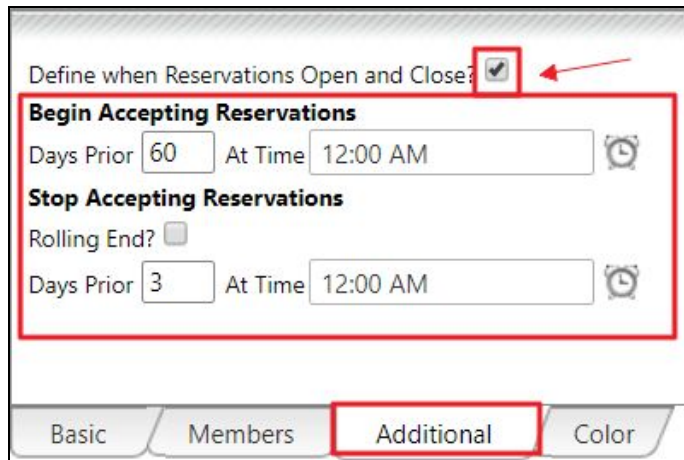 Define when Reservations Open and Close?
Begin Accepting Reservations
Days Prior 60 At Time 12:00 AM
Stop Accepting Reservations
Rolling End?
Days Prior 3 At Time 12:00 AM
Basic Members Additional Color